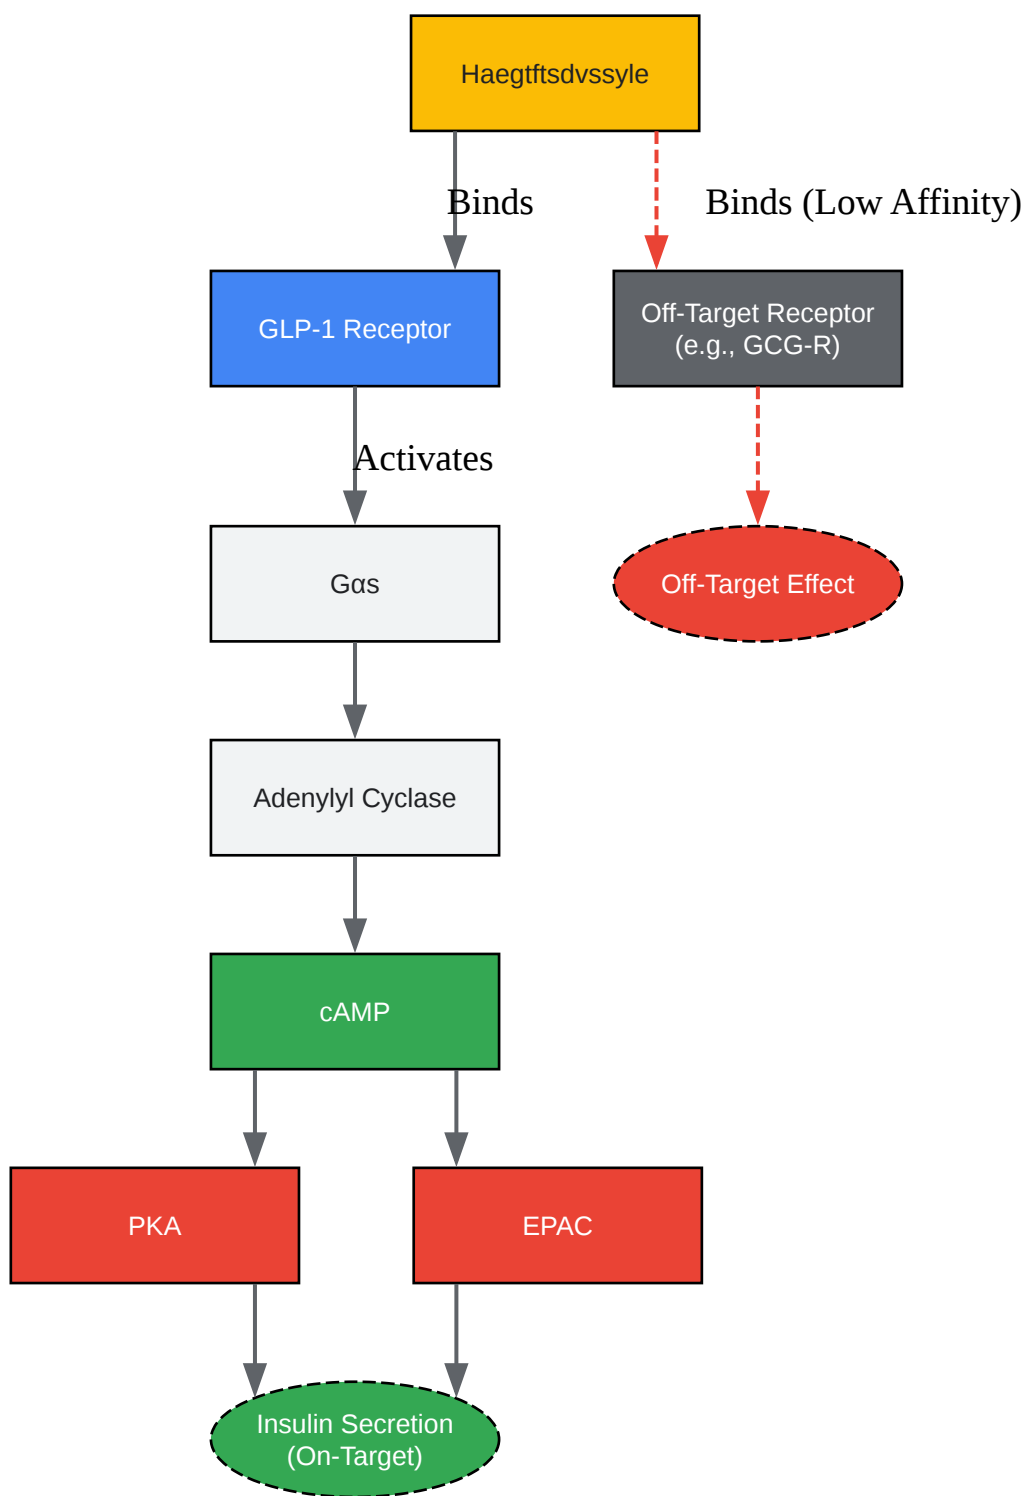 Haegtftsdvssyle
Binds
Binds (Low Affinity)
GLP-1 Receptor
Off-Target Receptor
(e.g., GCG-R)
Activates
Gαs
Off-Target Effect
Adenylyl Cyclase
cAMP
PKA
EPAC
Insulin Secretion
(On-Target)